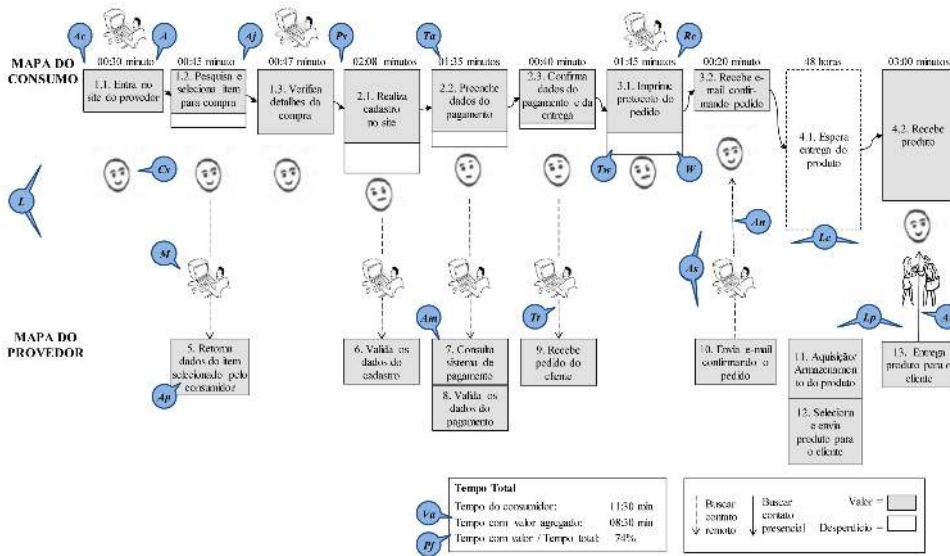 Ac
A
Aj
Ps
Ta
Re
MAPA DO
CONSUMO
00:30 minuto
00:45 minuto
00:47 minuto
02:08 minutos
01:35 minutos
00:40 minuto
01:45 minutos
00:20 minuto
48 horas
03:00 minutos
1.1. Entra no
site do provedor
1.2. Pesquisa e
seleciona item
para compra
1.3. Verifica
detalhes da
compra
2.1. Realiza
cadastro
no site
2.2. Preenche
dados do
pagamento
2.3. Confirma
dados do
pagamento e da
entrega
3.1. Imprime
protocolo do
pedido
3.2. Recebe e-
mail confir-
mando pedido
4.1. Espera
entrega do
produto
4.2. Recebe
produto
L
Cx
Tw
W
An
Lc
M
As
MAPA DO
PROVEDOR
Am
Tr
Lp
Ap
5. Retorna
dados do item
selecionado pelo
consumidor
6. Valida os
dados do
cadastro
7. Consulta
sistema de
pagamento
8. Valida os
dados do
pagamento
9. Recebe
pedido do
cliente
10. Envia e-mail
confirmando o
pedido
11. Aquisição/
Armazenamen
to do produto
12. Seleciona
e envia
produto para
o cliente
13. Entrega
produto para o
cliente
Tempo Total
Tempo do consumidor: 11:30 min
Va
Tempo com valor agregado: 08:30 min
Pf
Tempo com valor / Tempo total: 74%
Buscar
contato
remoto
Buscar
contato
presencial
Valor =
Desperdício =